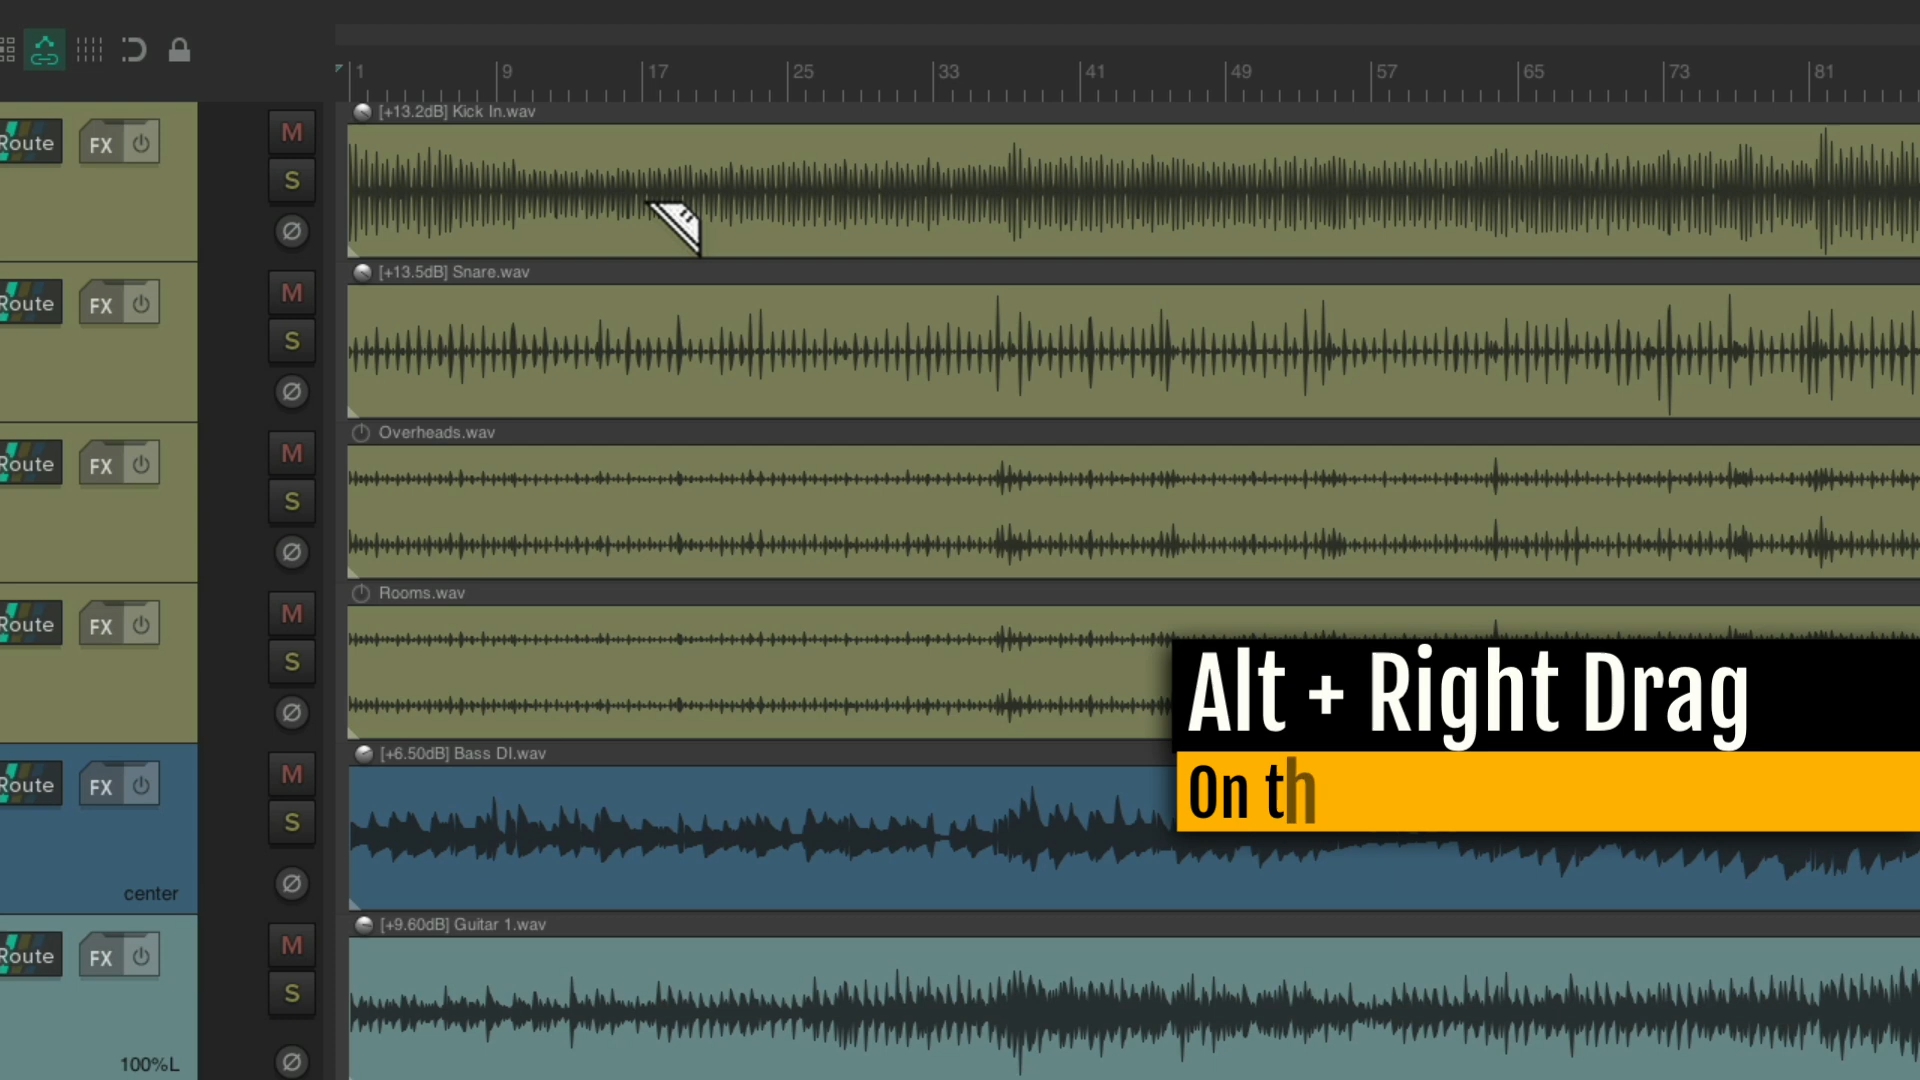 1 9 17 25 33 41 49 57 65 73 81
[+13.2dB] Kick In.wav
Route FX M
S
[+13.5dB] Snare.wav
Route FX M
S
Overheads.wav
Route FX M
S
Rooms.wav
Route FX M
S
Alt + Right Drag
On th
[+6.50dB] Bass DI.wav
Route FX M
S
center
[+9.60dB] Guitar 1.wav
Route FX M
S
100%L